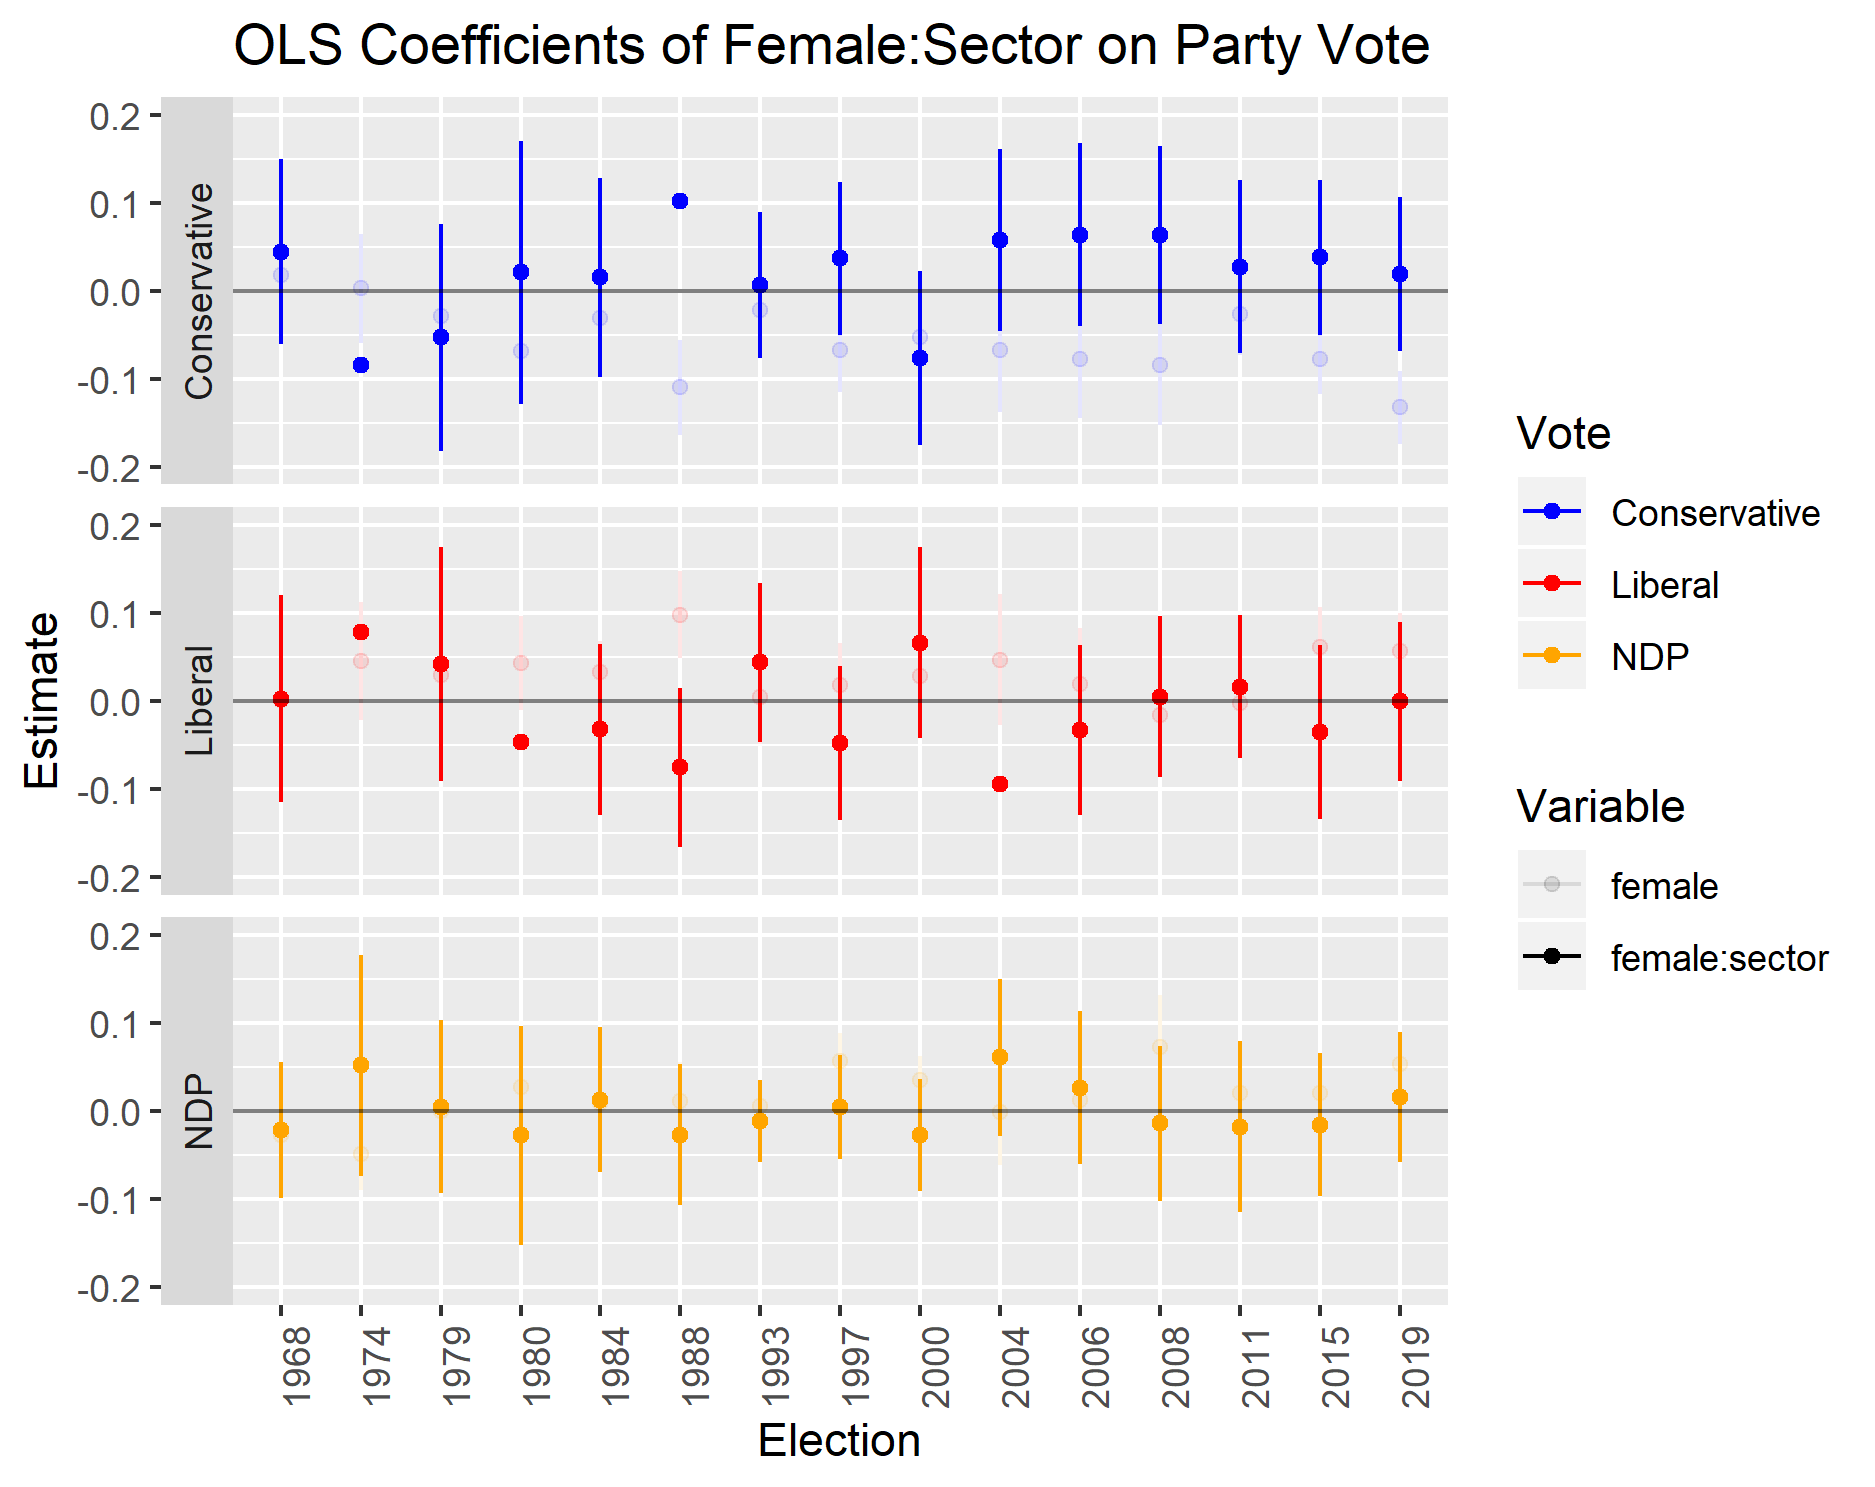 OLS Coefficients of Female:Sector on Party Vote
Estimate
Conservative
0.2
0.1
0.0
-0.1
-0.2
Liberal
0.2
0.1
0.0
-0.1
-0.2
NDP
0.2
0.1
0.0
-0.1
-0.2
1968 1974 1979 1980 1984 1988 1993 1997 2000 2004 2006 2008 2011 2015 2019
Election
Vote
Conservative
Liberal
NDP
Variable
female
female:sector